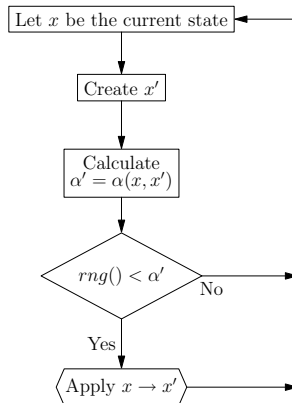 Let x be the current state
Create x′
Calculate
α′ = α(x, x′)
rng() < α′
No
Yes
Apply x → x′